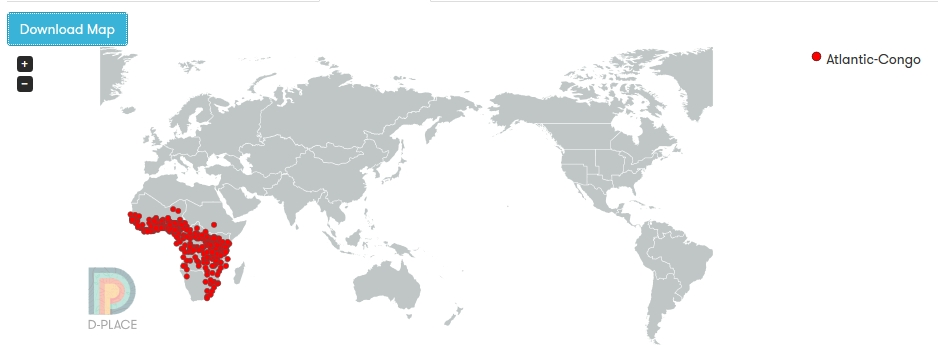 Download Map
+
−
Atlantic-Congo
D-PLACE